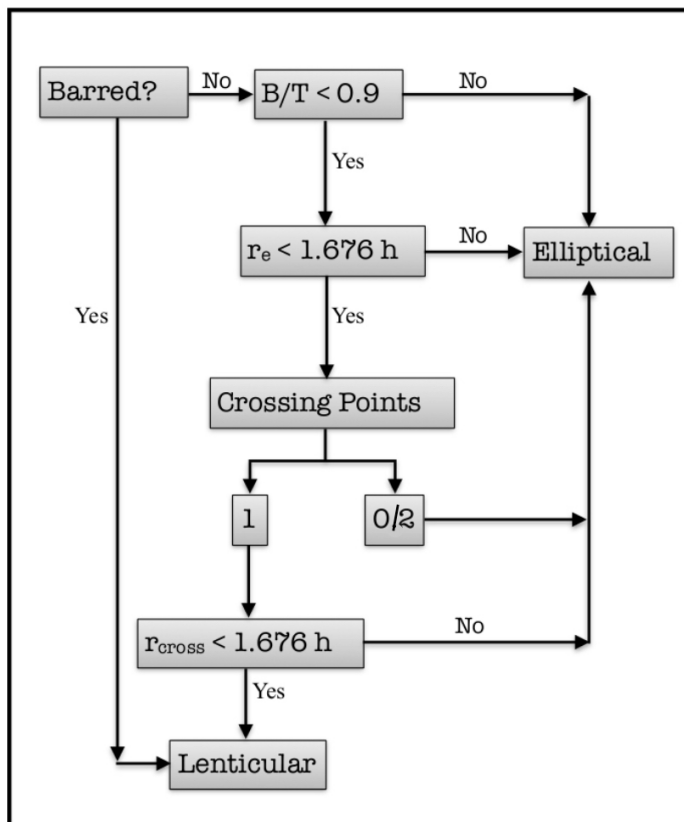 Barred?
No
B/T < 0.9
No
Yes
rₑ < 1.676 h
No
Elliptical
Yes
Yes
Crossing Points
1
0/2
r_cross < 1.676 h
No
Yes
Lenticular